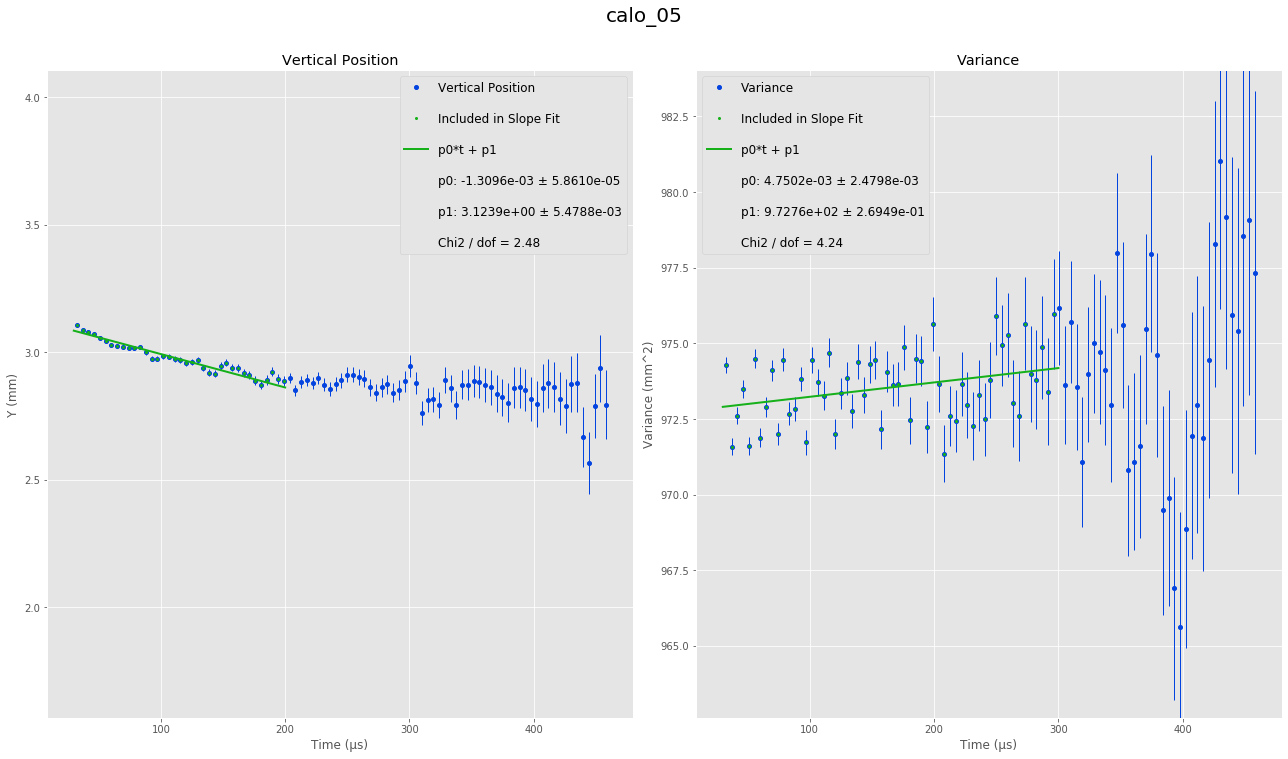 calo_05
Vertical Position
Vertical Position
Included in Slope Fit
p0*t + p1
p0: -1.3096e-03 ± 5.8610e-05
p1: 3.1239e+00 ± 5.4788e-03
Chi2 / dof = 2.48
4.0
3.5
3.0
2.5
2.0
Y (mm)
100
200
300
400
Time (μs)
Variance
Variance
Included in Slope Fit
p0*t + p1
p0: 4.7502e-03 ± 2.4798e-03
p1: 9.7276e+02 ± 2.6949e-01
Chi2 / dof = 4.24
982.5
980.0
977.5
975.0
972.5
970.0
967.5
965.0
Variance (mm^2)
100
200
300
400
Time (μs)